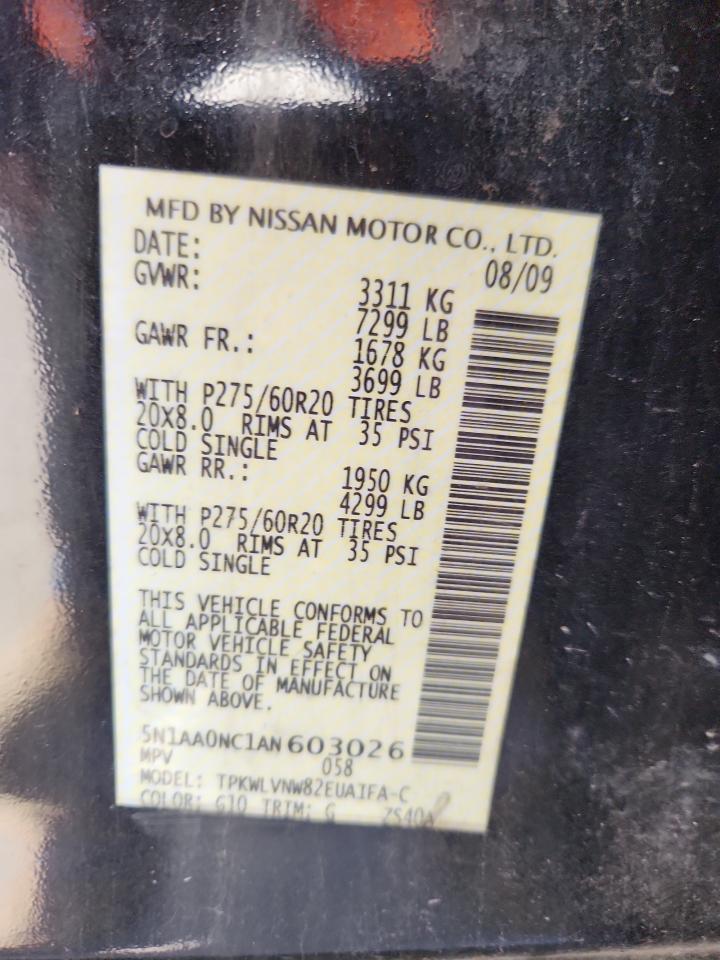 MFD BY NISSAN MOTOR CO., LTD.
DATE: 08/09
GVWR: 3311 KG
7299 LB
GAWR FR.: 1678 KG
3699 LB
WITH P275/60R20 TIRES
20X8.0 RIMS AT 35 PSI
COLD SINGLE
GAWR RR.: 1950 KG
4299 LB
WITH P275/60R20 TIRES
20X8.0 RIMS AT 35 PSI
COLD SINGLE
THIS VEHICLE CONFORMS TO
ALL APPLICABLE FEDERAL
MOTOR VEHICLE SAFETY
STANDARDS IN EFFECT ON
THE DATE OF MANUFACTURE
SHOWN ABOVE.
5N1AA0NC1AN603026
MPV 058
MODEL: TPKWLVNW82EUAIFA-C
COLOR: G10 TRIM: G